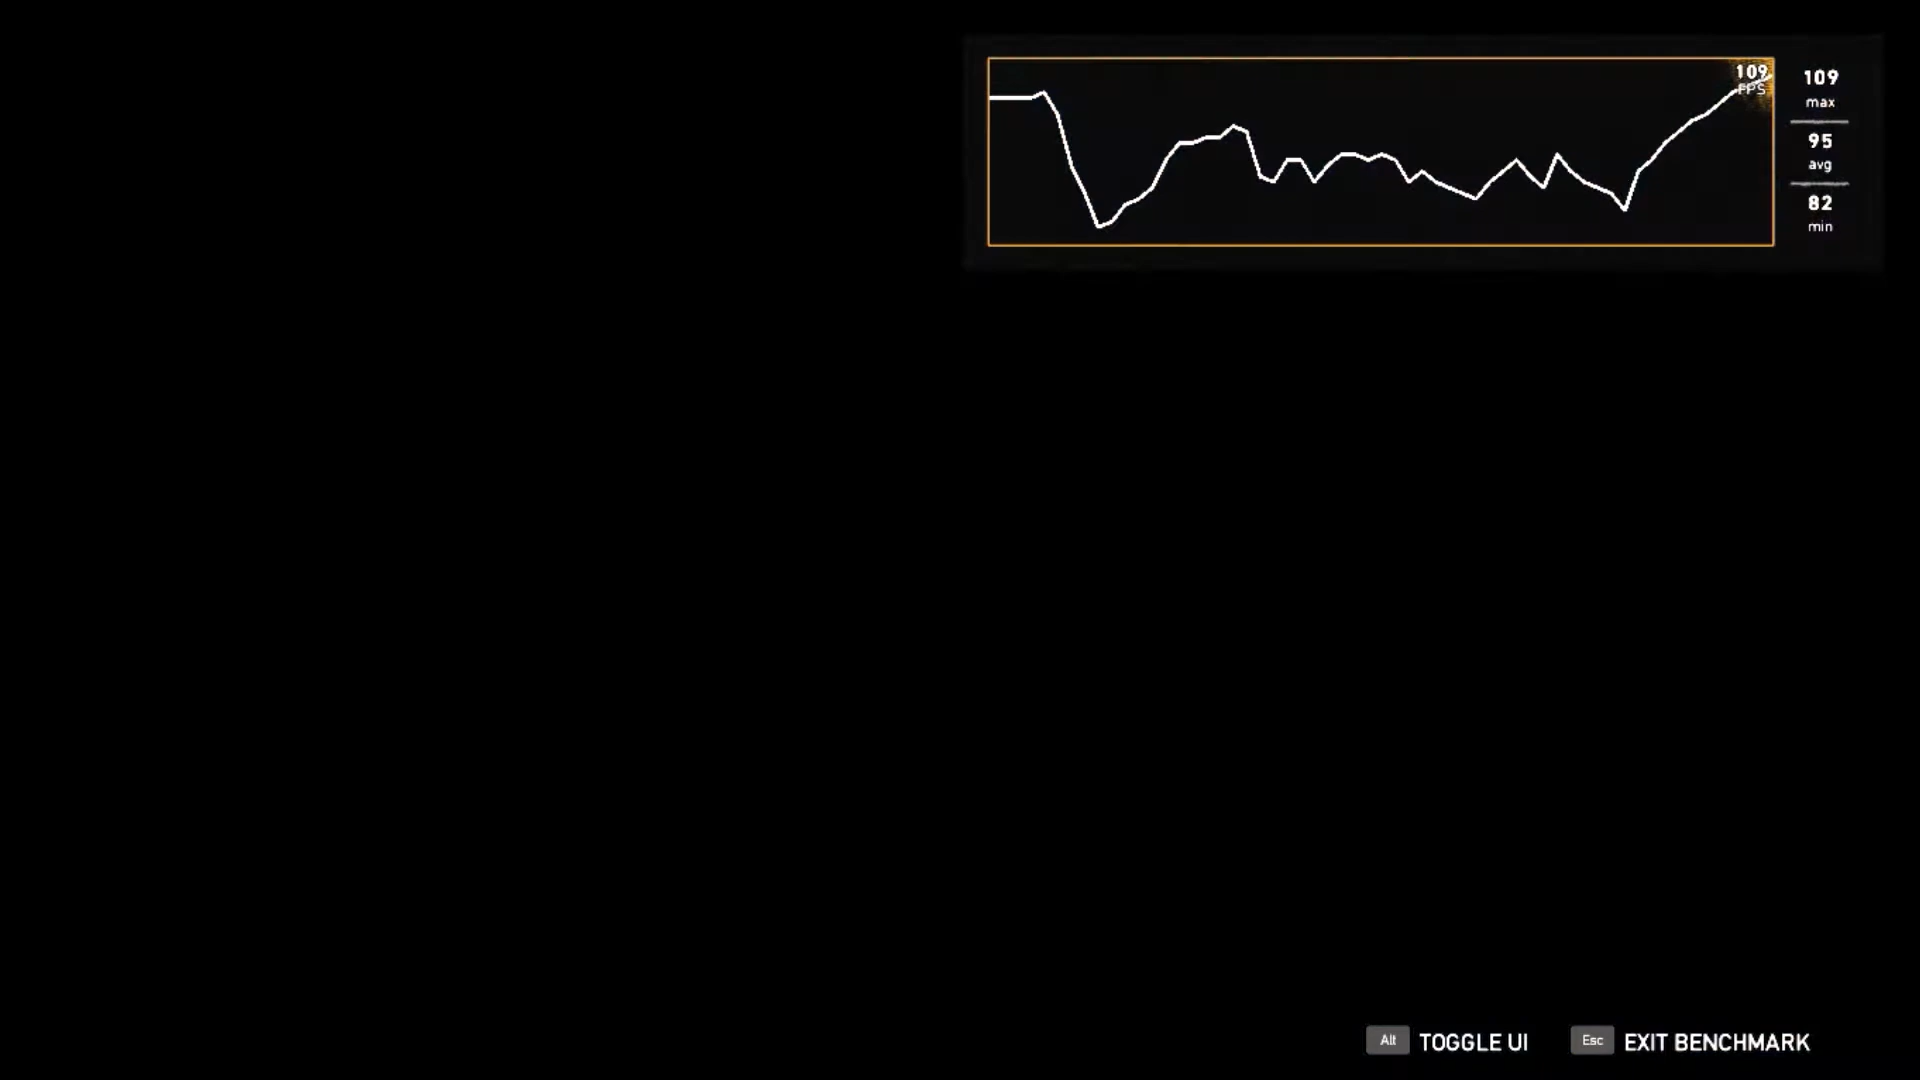 109
FPS
109
max
95
avg
82
min
Alt TOGGLE UI Esc EXIT BENCHMARK